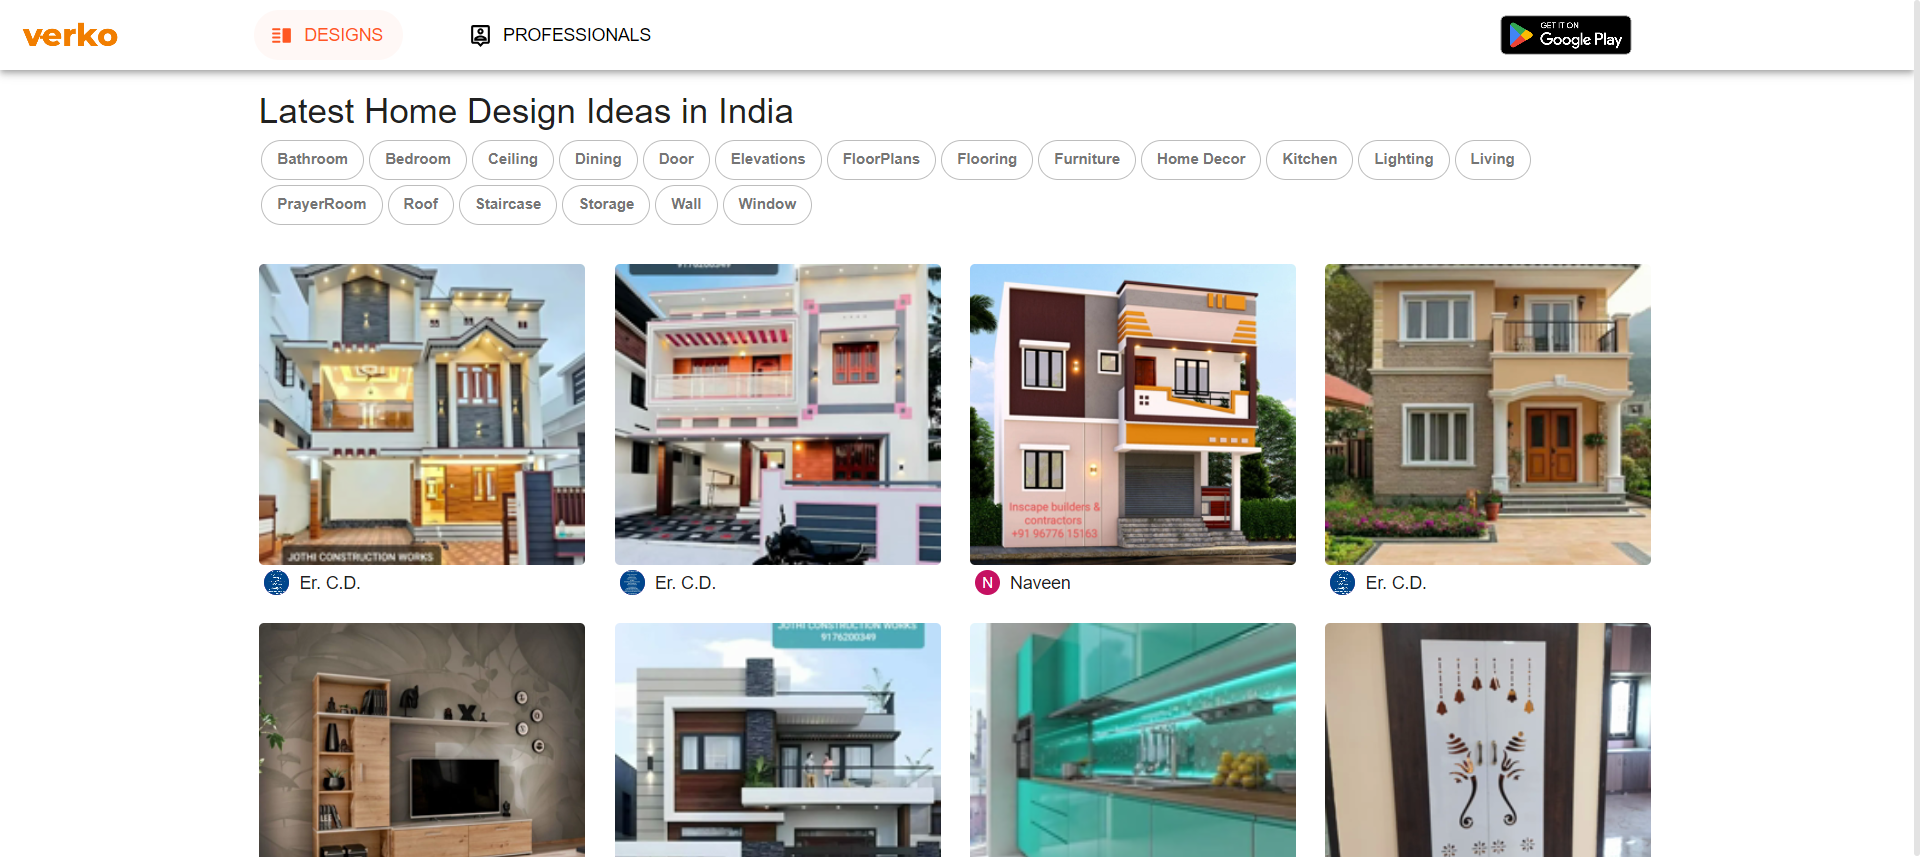 verko
DESIGNS
PROFESSIONALS
GET IT ON
Google Play
Latest Home Design Ideas in India
Bathroom
Bedroom
Ceiling
Dining
Door
Elevations
FloorPlans
Flooring
Furniture
Home Decor
Kitchen
Lighting
Living
PrayerRoom
Roof
Staircase
Storage
Wall
Window
JOTHI CONSTRUCTION WORKS
9176200349
Inscape builders &
contractors
+91 96776 15163
Er. C.D.
Er. C.D.
N
Naveen
Er. C.D.
JOTHI CONSTRUCTION WORKS
9176200349